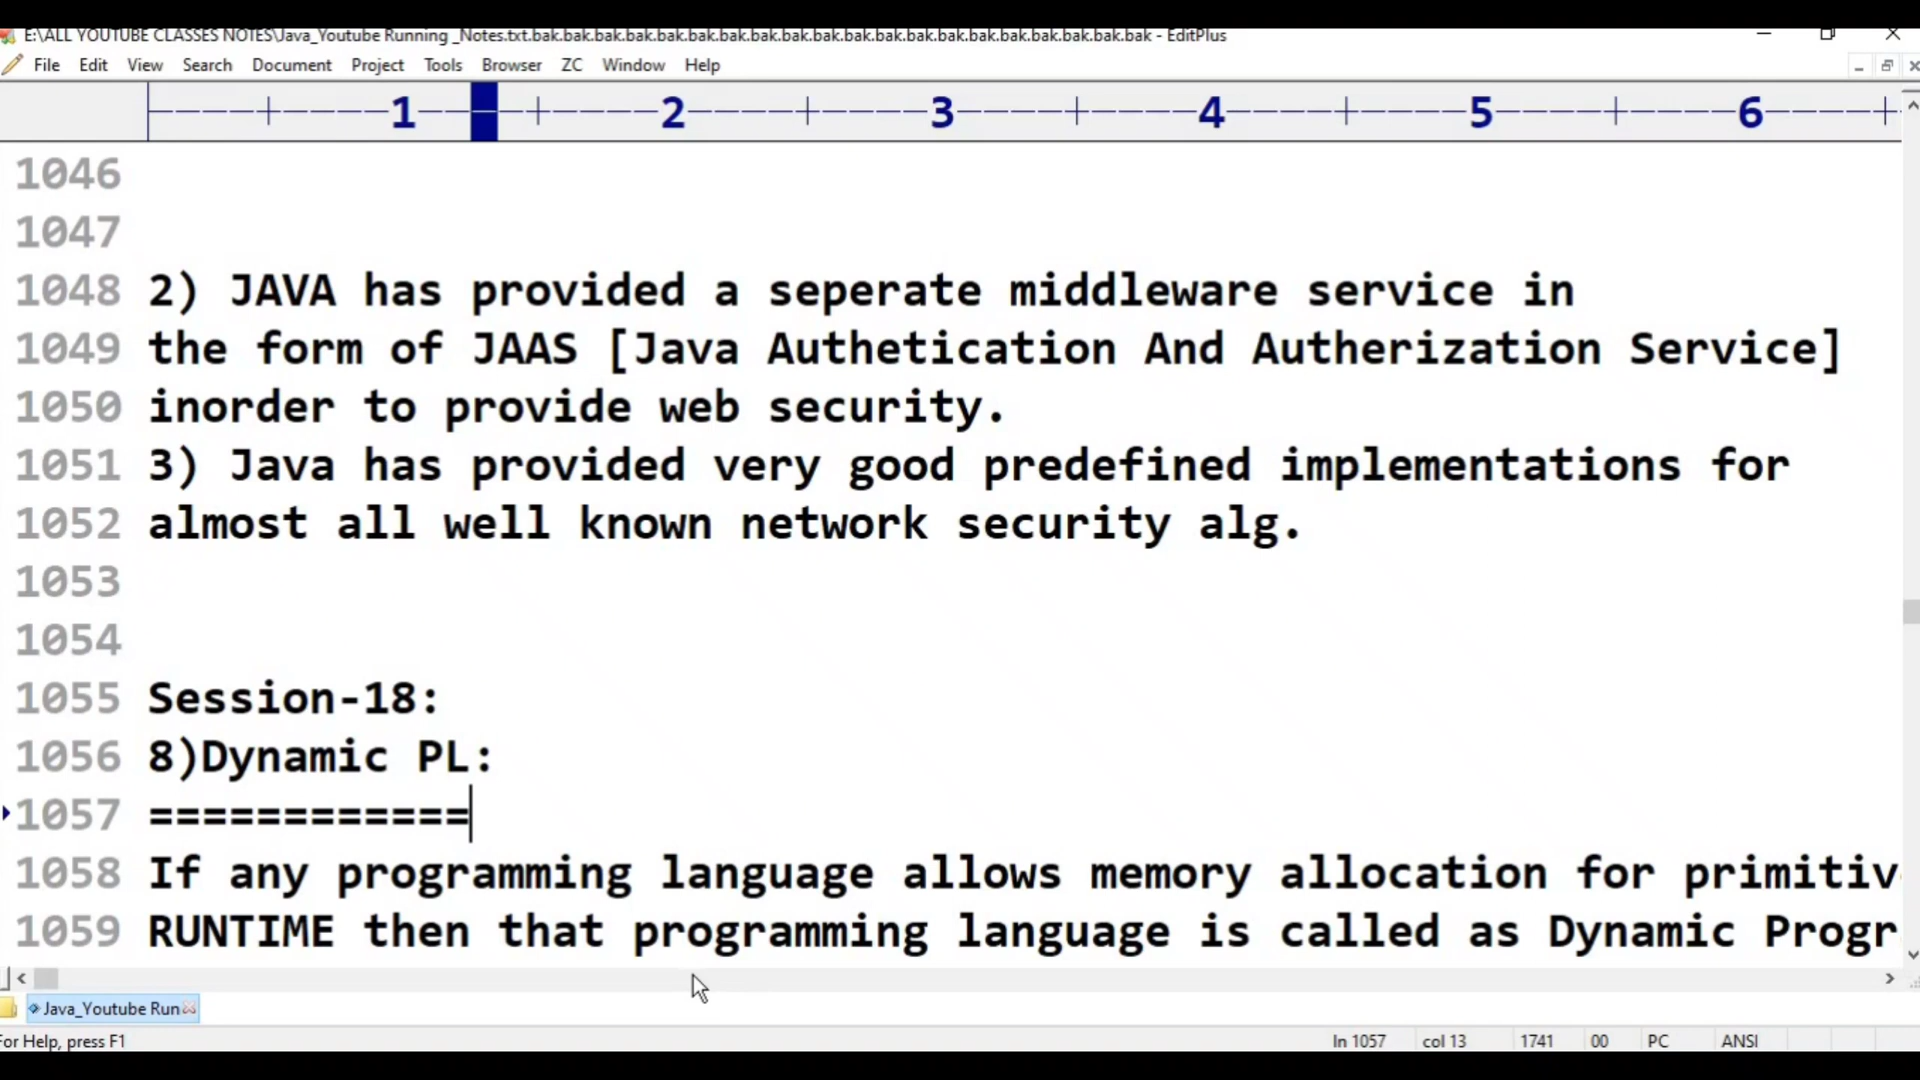 E:\ALL YOUTUBE CLASSES NOTES\Java_Youtube Running _Notes.txt.bak.bak.bak.bak.bak.bak.bak.bak.bak.bak.bak.bak.bak.bak.bak.bak.bak.bak.bak.bak - EditPlus
File Edit View Search Document Project Tools Browser ZC Window Help
1 2 3 4 5 6
1046
1047
1048 2) JAVA has provided a seperate middleware service in
1049 the form of JAAS [Java Authetication And Autherization Service]
1050 inorder to provide web security.
1051 3) Java has provided very good predefined implementations for
1052 almost all well known network security alg.
1053
1054
1055 Session-18:
1056 8)Dynamic PL:
1057 ============
1058 If any programming language allows memory allocation for primitiv
1059 RUNTIME then that programming language is called as Dynamic Progr
Java_Youtube Run
For Help, press F1 ln 1057 col 13 1741 00 PC ANSI